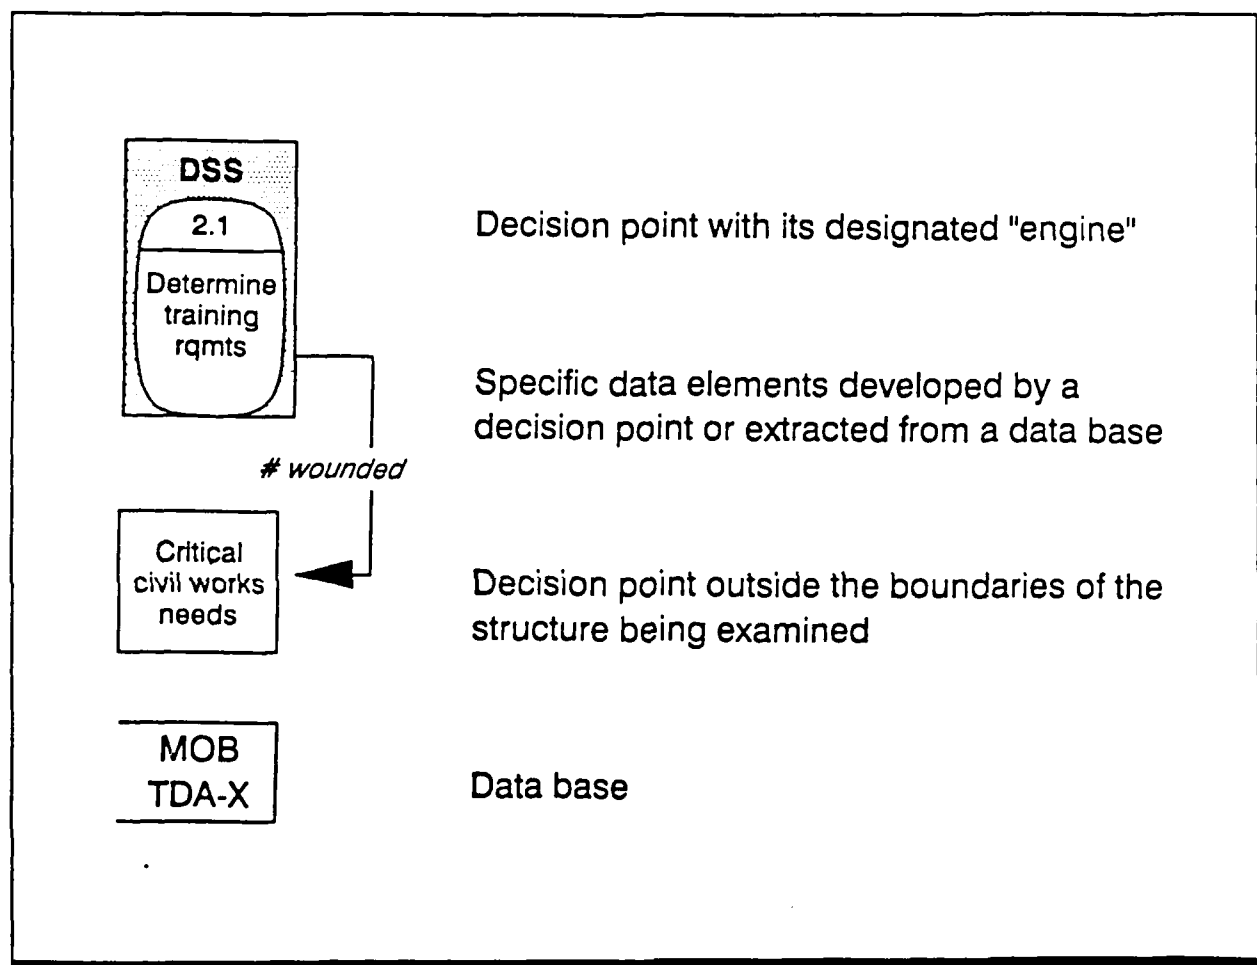 DSS
2.1
Determine
training
rqmts
Decision point with its designated "engine"
Specific data elements developed by a
decision point or extracted from a data base
# wounded
Critical
civil works
needs
Decision point outside the boundaries of the
structure being examined
MOB
TDA-X
Data base